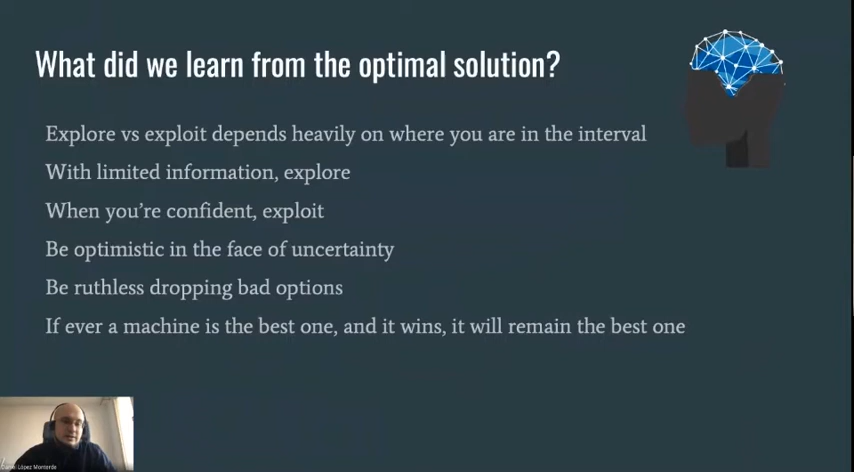 What did we learn from the optimal solution?
Explore vs exploit depends heavily on where you are in the interval
With limited information, explore
When you’re confident, exploit
Be optimistic in the face of uncertainty
Be ruthless dropping bad options
If ever a machine is the best one, and it wins, it will remain the best one
López Monterde